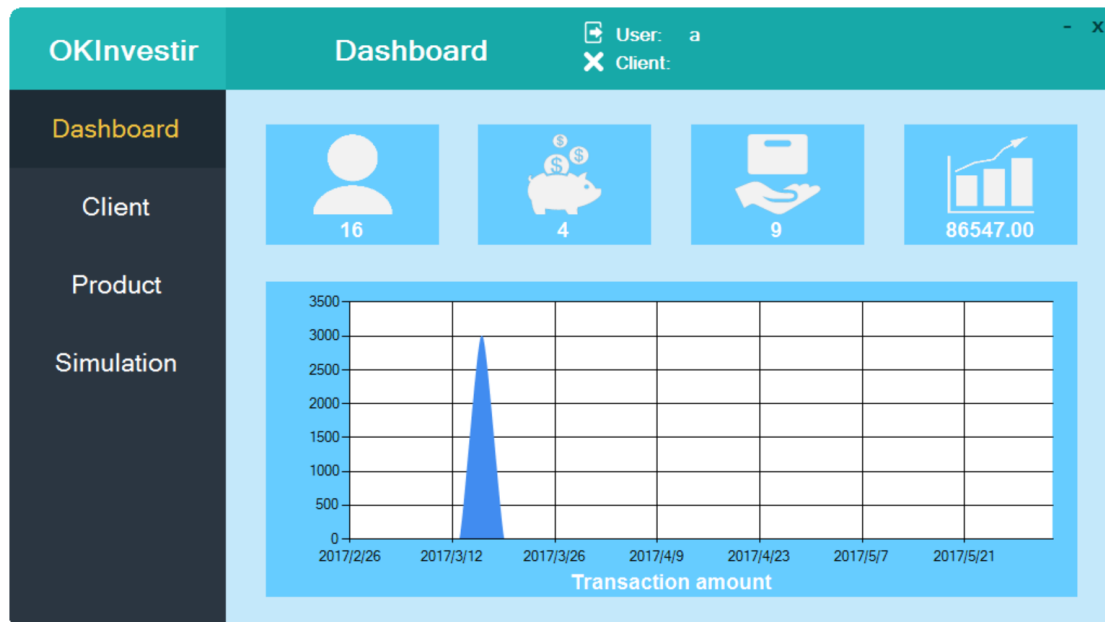 OKInvestir
Dashboard
User: a
Client:
- x
Dashboard
Client
Product
Simulation
16
4
9
86547.00
3500
3000
2500
2000
1500
1000
500
0
2017/2/26 2017/3/12 2017/3/26 2017/4/9 2017/4/23 2017/5/7 2017/5/21
Transaction amount